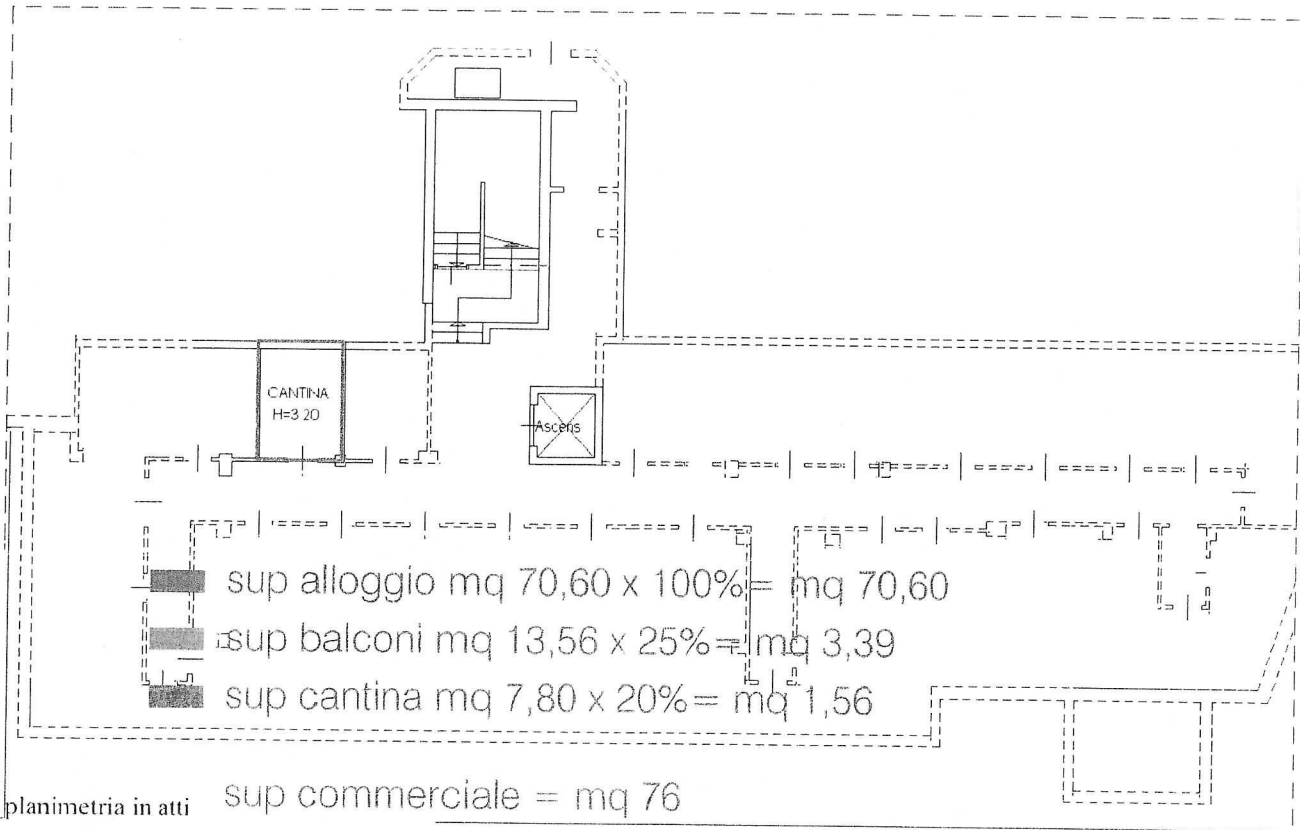 CANTINA
H=3.20
Ascens
sup alloggio mq 70,60 x 100% = mq 70,60
sup balconi mq 13,56 x 25% = mq 3,39
sup cantina mq 7,80 x 20% = mq 1,56
sup commerciale = mq 76
planimetria in atti